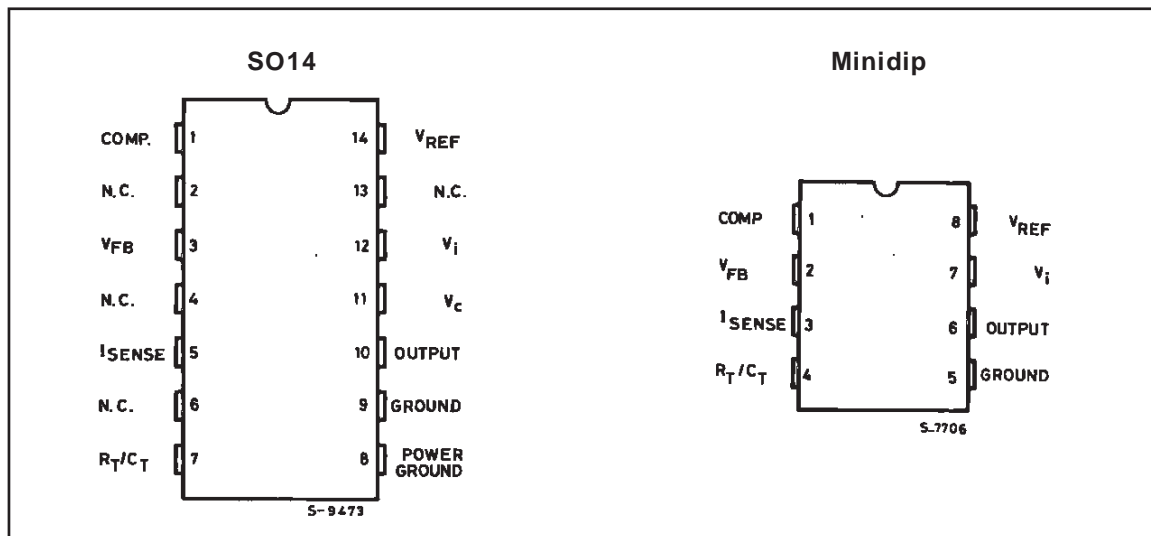 SO14
COMP. 1 14 VREF
N.C. 2 13 N.C.
VFB 3 12 Vi
N.C. 4 11 Vc
ISENSE 5 10 OUTPUT
N.C. 6 9 GROUND
RT/CT 7 8 POWER GROUND
S-9473
Minidip
COMP 1 8 VREF
VFB 2 7 Vi
ISENSE 3 6 OUTPUT
RT/CT 4 5 GROUND
S-7706